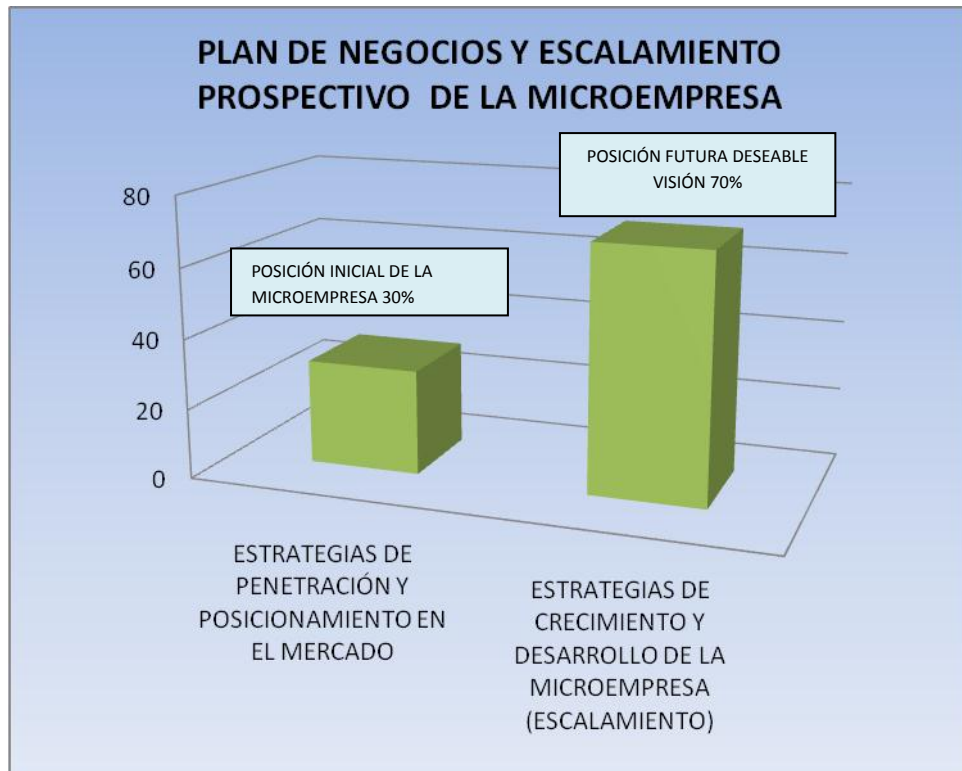 PLAN DE NEGOCIOS Y ESCALAMIENTO
PROSPECTIVO DE LA MICROEMPRESA
POSICIÓN FUTURA DESEABLE
VISIÓN 70%
POSICIÓN INICIAL DE LA
MICROEMPRESA 30%
80
60
40
20
0
ESTRATEGIAS DE
PENETRACIÓN Y
POSICIONAMIENTO EN
EL MERCADO
ESTRATEGIAS DE
CRECIMIENTO Y
DESARROLLO DE LA
MICROEMPRESA
(ESCALAMIENTO)